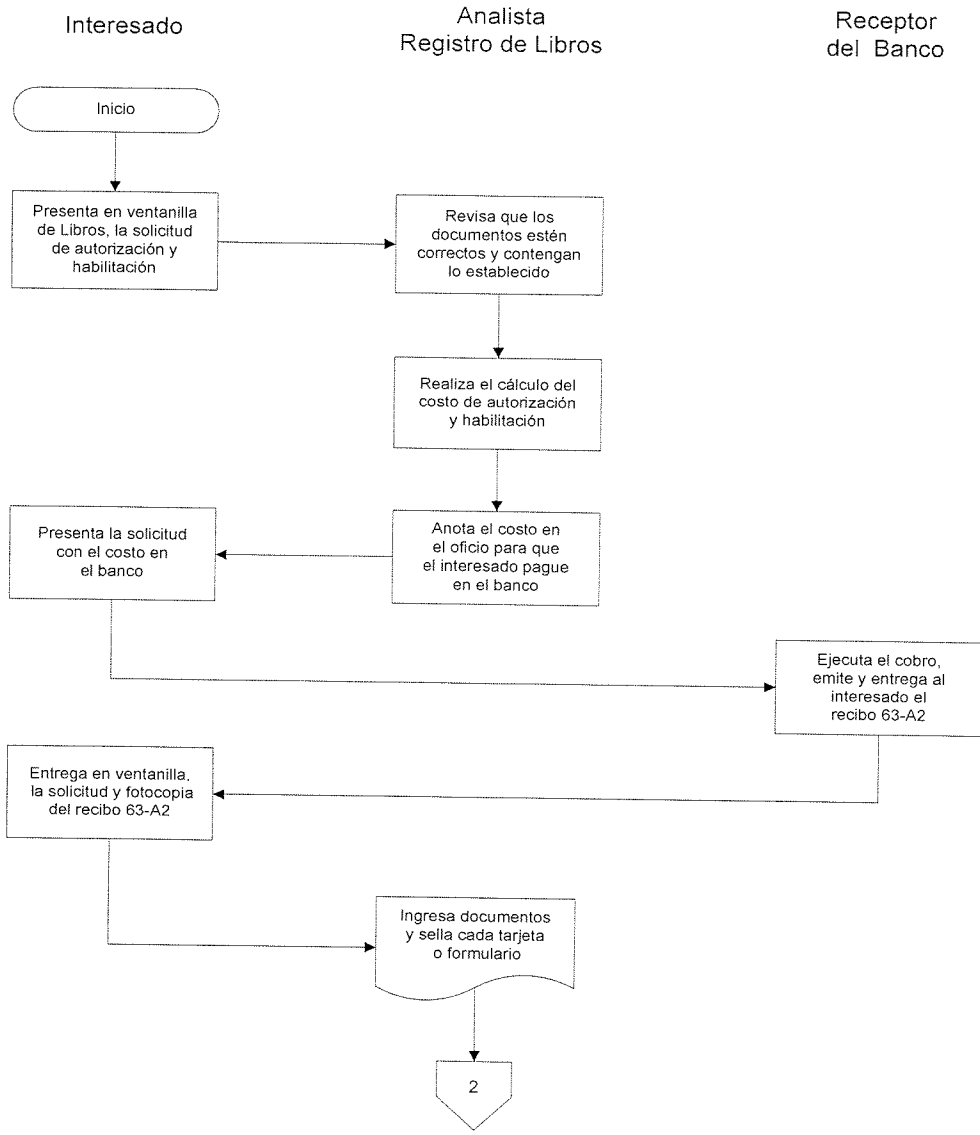 Interesado
Analista
Registro de Libros
Receptor
del Banco
Inicio
Presenta en ventanilla
de Libros, la solicitud
de autorización y
habilitación
Revisa que los
documentos estén
correctos y contengan
lo establecido
Realiza el cálculo del
costo de autorización
y habilitación
Anota el costo en
el oficio para que
el interesado pague
en el banco
Presenta la solicitud
con el costo en
el banco
Ejecuta el cobro,
emite y entrega al
interesado el
recibo 63-A2
Entrega en ventanilla,
la solicitud y fotocopia
del recibo 63-A2
Ingresa documentos
y sella cada tarjeta
o formulario
2